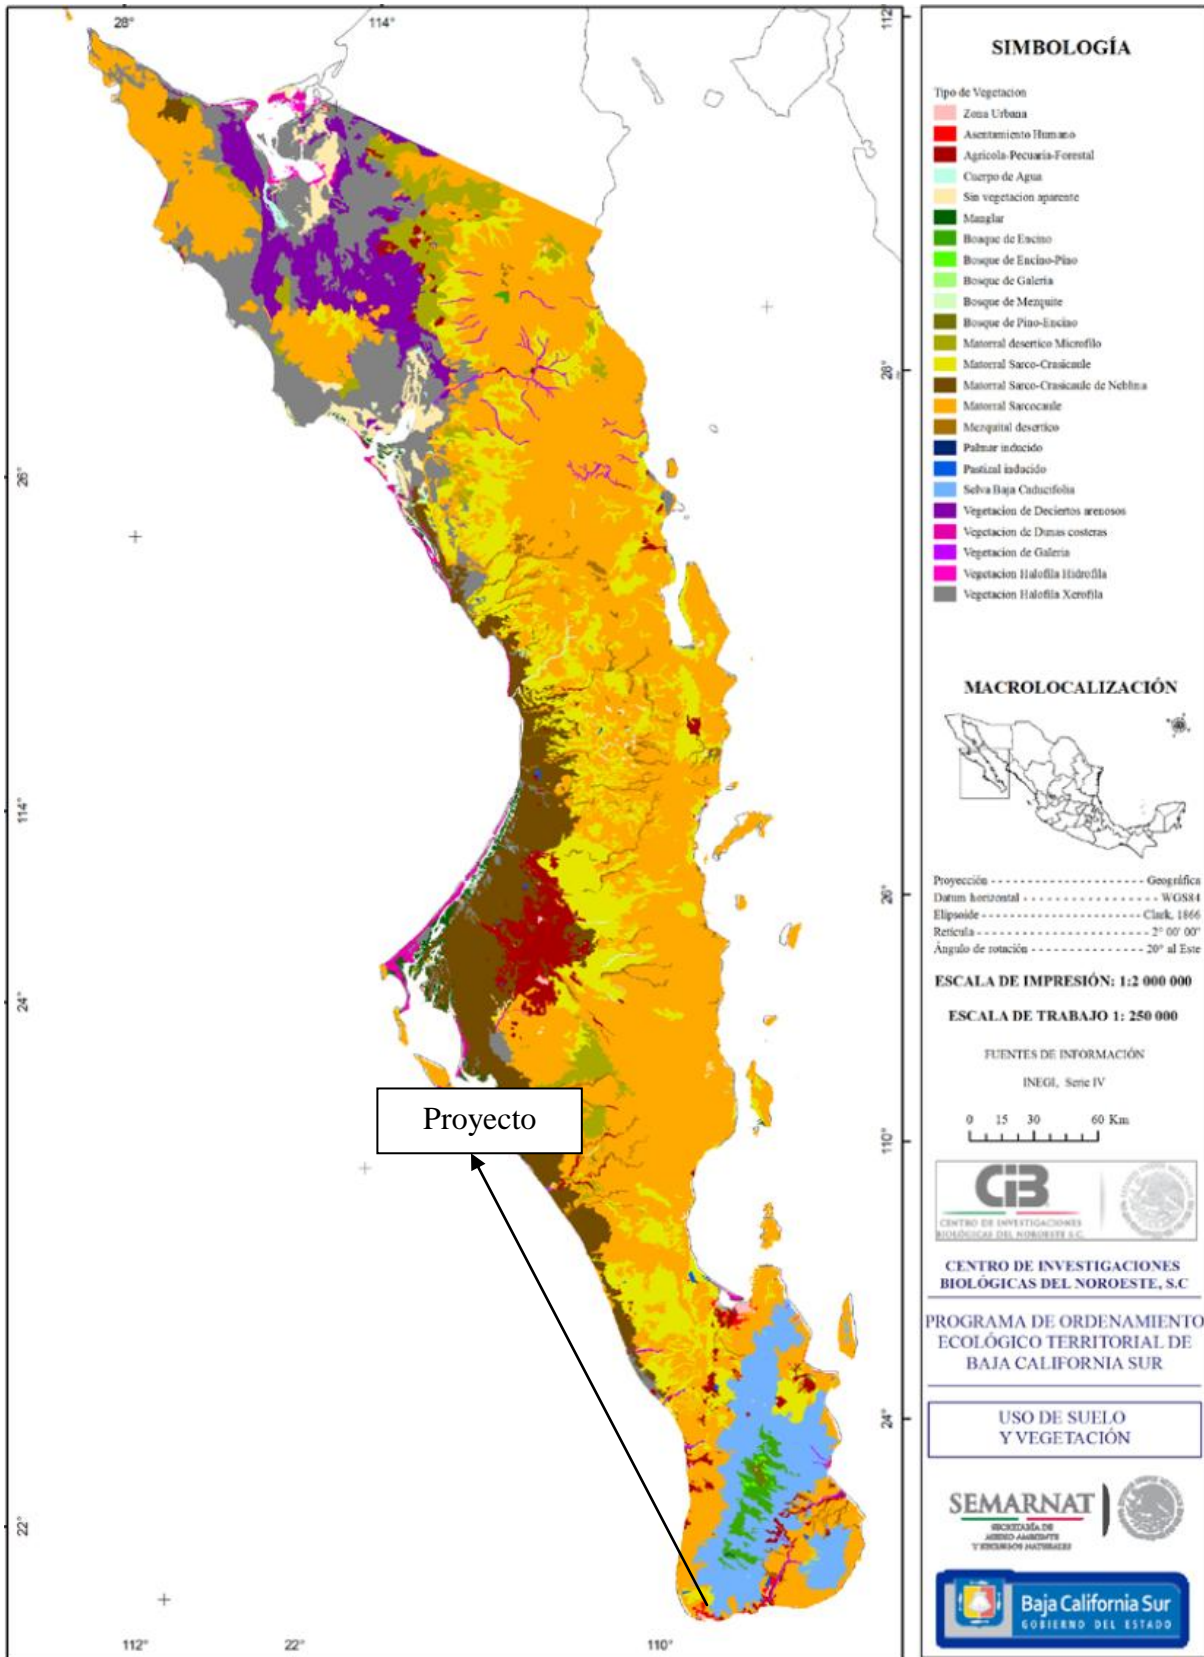 28°
114°
112°
28°
26°
114°
26°
24°
110°
24°
22°
112°
22°
110°
Proyecto
SIMBOLOGÍA
Tipo de Vegetacion
Zona Urbana
Asentamiento Humano
Agricola-Pecuaria-Forestal
Cuerpo de Agua
Sin vegetacion aparente
Manglar
Bosque de Encino
Bosque de Encino-Pino
Bosque de Galeria
Bosque de Mezquite
Bosque de Pino-Encino
Matorral desertico Microfilo
Matorral Sarco-Crasicaule
Matorral Sarco-Crasicaule de Neblina
Matorral Sarcocaule
Mezquital desertico
Palmar inducido
Pastizal inducido
Selva Baja Caducifolia
Vegetacion de Deciertos arenosos
Vegetacion de Dunas costeras
Vegetacion de Galeria
Vegetacion Halofila Hidrofila
Vegetacion Halofila Xerofila
MACROLOCALIZACIÓN
Proyección - - - - - - - - - - - - - - - - - Geográfica
Datum horizontal - - - - - - - - - - - - - - - WGS84
Elipsoide - - - - - - - - - - - - - - - - - Clark, 1866
Reticula - - - - - - - - - - - - - - - - - 2° 00' 00"
Ángulo de rotación - - - - - - - - - - - - 20° al Este
ESCALA DE IMPRESIÓN: 1:2 000 000
ESCALA DE TRABAJO 1: 250 000
FUENTES DE INFORMACIÓN
INEGI, Serie IV
0 15 30 60 Km
CiB
CENTRO DE INVESTIGACIONES
BIOLÓGICAS DEL NOROESTE S.C.
CENTRO DE INVESTIGACIONES
BIOLÓGICAS DEL NOROESTE, S.C
PROGRAMA DE ORDENAMIENTO
ECOLÓGICO TERRITORIAL DE
BAJA CALIFORNIA SUR
USO DE SUELO
Y VEGETACIÓN
SEMARNAT
SECRETARÍA DE
MEDIO AMBIENTE
Y RECURSOS NATURALES
Baja California Sur
GOBIERNO DEL ESTADO